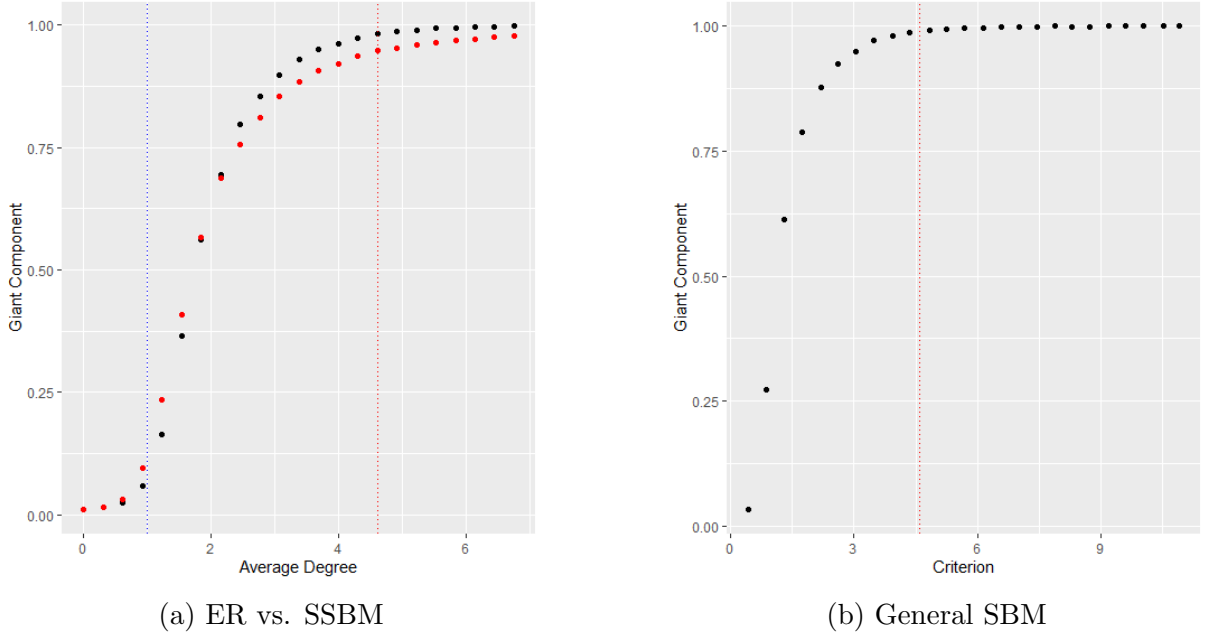 1.00
0.75
0.50
0.25
0.00
Giant Component
0 2 4 6
Average Degree
(a) ER vs. SSBM
1.00
0.75
0.50
0.25
0.00
Giant Component
0 3 6 9
Criterion
(b) General SBM